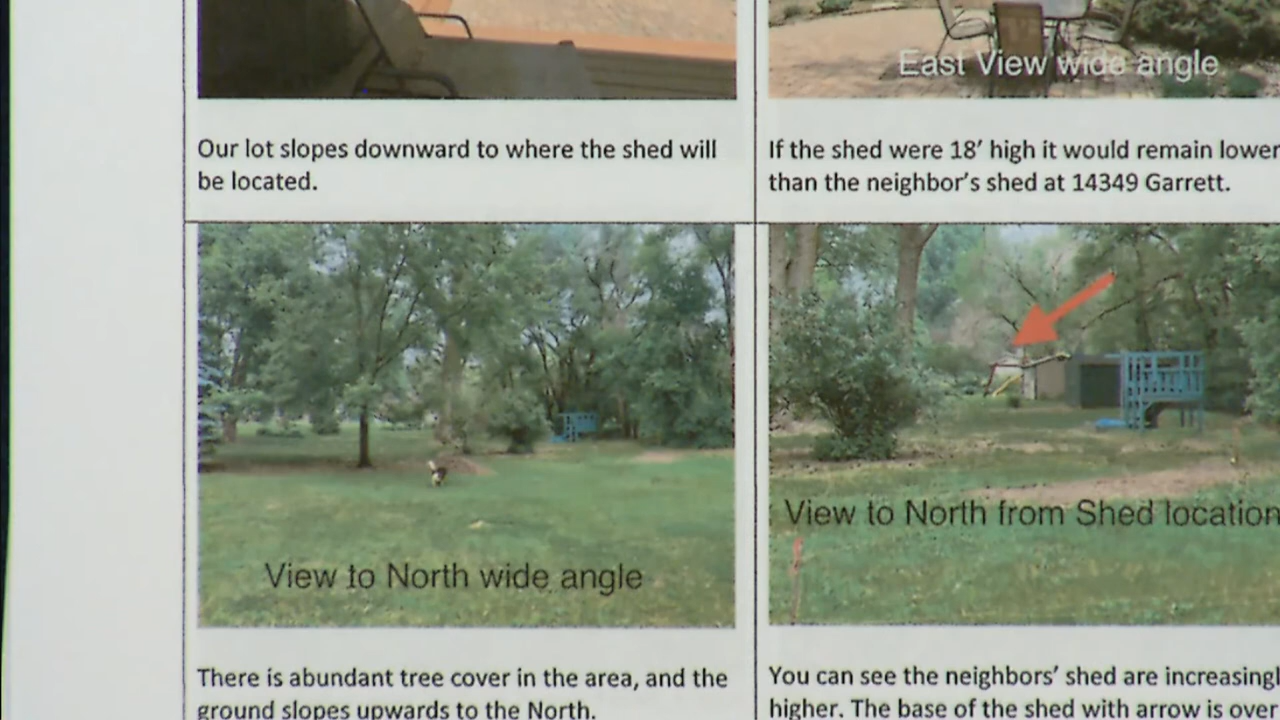 East View wide angle
Our lot slopes downward to where the shed will
be located.
If the shed were 18' high it would remain lower
than the neighbor's shed at 14349 Garrett.
View to North wide angle
View to North from Shed location
There is abundant tree cover in the area, and the
ground slopes upwards to the North.
You can see the neighbors' shed are increasingl
higher. The base of the shed with arrow is over